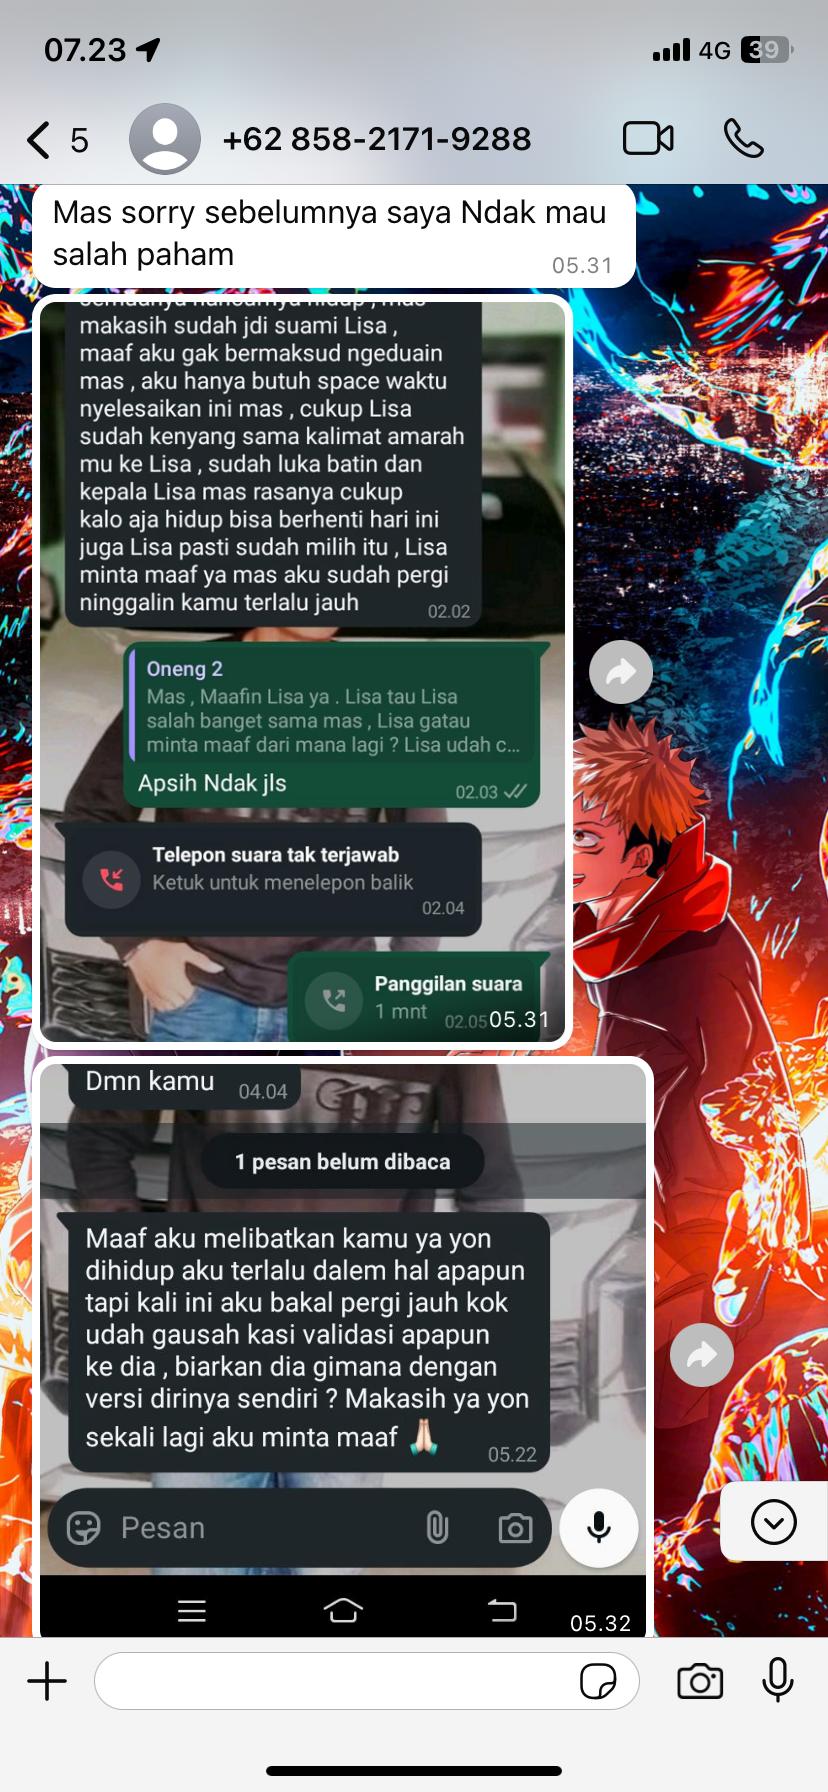 07.23
4G 39
5 +62 858-2171-9288
Mas sorry sebelumnya saya Ndak mau
salah paham
05.31
makasih sudah jdi suami Lisa ,
maaf aku gak bermaksud ngeduain
mas , aku hanya butuh space waktu
nyelesaikan ini mas , cukup Lisa
sudah kenyang sama kalimat amarah
mu ke Lisa , sudah luka batin dan
kepala Lisa mas rasanya cukup
kalo aja hidup bisa berhenti hari ini
juga Lisa pasti sudah milih itu , Lisa
minta maaf ya mas aku sudah pergi
ninggalin kamu terlalu jauh
02.02
Oneng 2
Mas , Maafin Lisa ya . Lisa tau Lisa
salah banget sama mas , Lisa gatau
minta maaf dari mana lagi ? Lisa udah c...
Apsih Ndak jls
02.03
Telepon suara tak terjawab
Ketuk untuk menelepon balik
02.04
Panggilan suara
1 mnt
02.05
05.31
Dmn kamu
04.04
1 pesan belum dibaca
Maaf aku melibatkan kamu ya yon
dihidup aku terlalu dalem hal apapun
tapi kali ini aku bakal pergi jauh kok
udah gausah kasi validasi apapun
ke dia , biarkan dia gimana dengan
versi dirinya sendiri ? Makasih ya yon
sekali lagi aku minta maaf 🙏🏻
05.22
Pesan
05.32